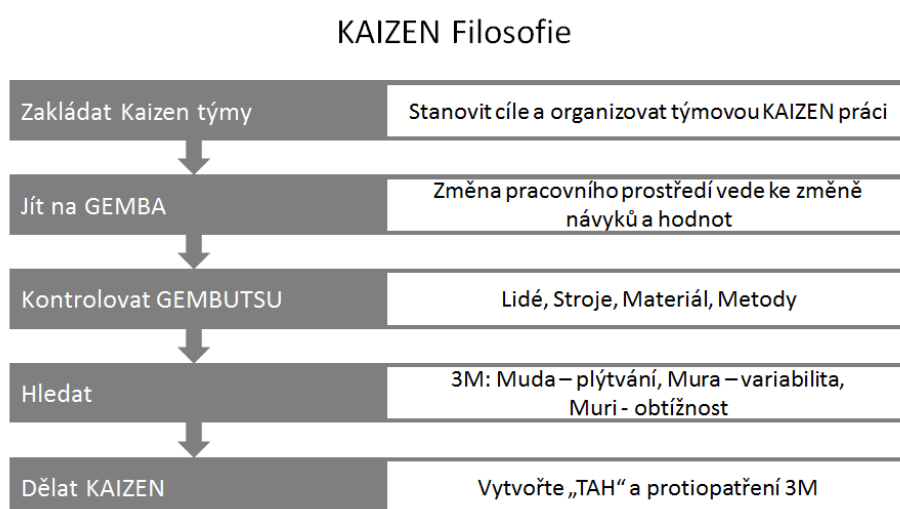 KAIZEN Filosofie
Zakládat Kaizen týmy
Stanovit cíle a organizovat týmovou KAIZEN práci
Jít na GEMBA
Změna pracovního prostředí vede ke změně
návyků a hodnot
Kontrolovat GEMBUTSU
Lidé, Stroje, Materiál, Metody
Hledat
3M: Muda – plýtvání, Mura – variabilita,
Muri - obtížnost
Dělat KAIZEN
Vytvořte „TAH“ a protiopatření 3M